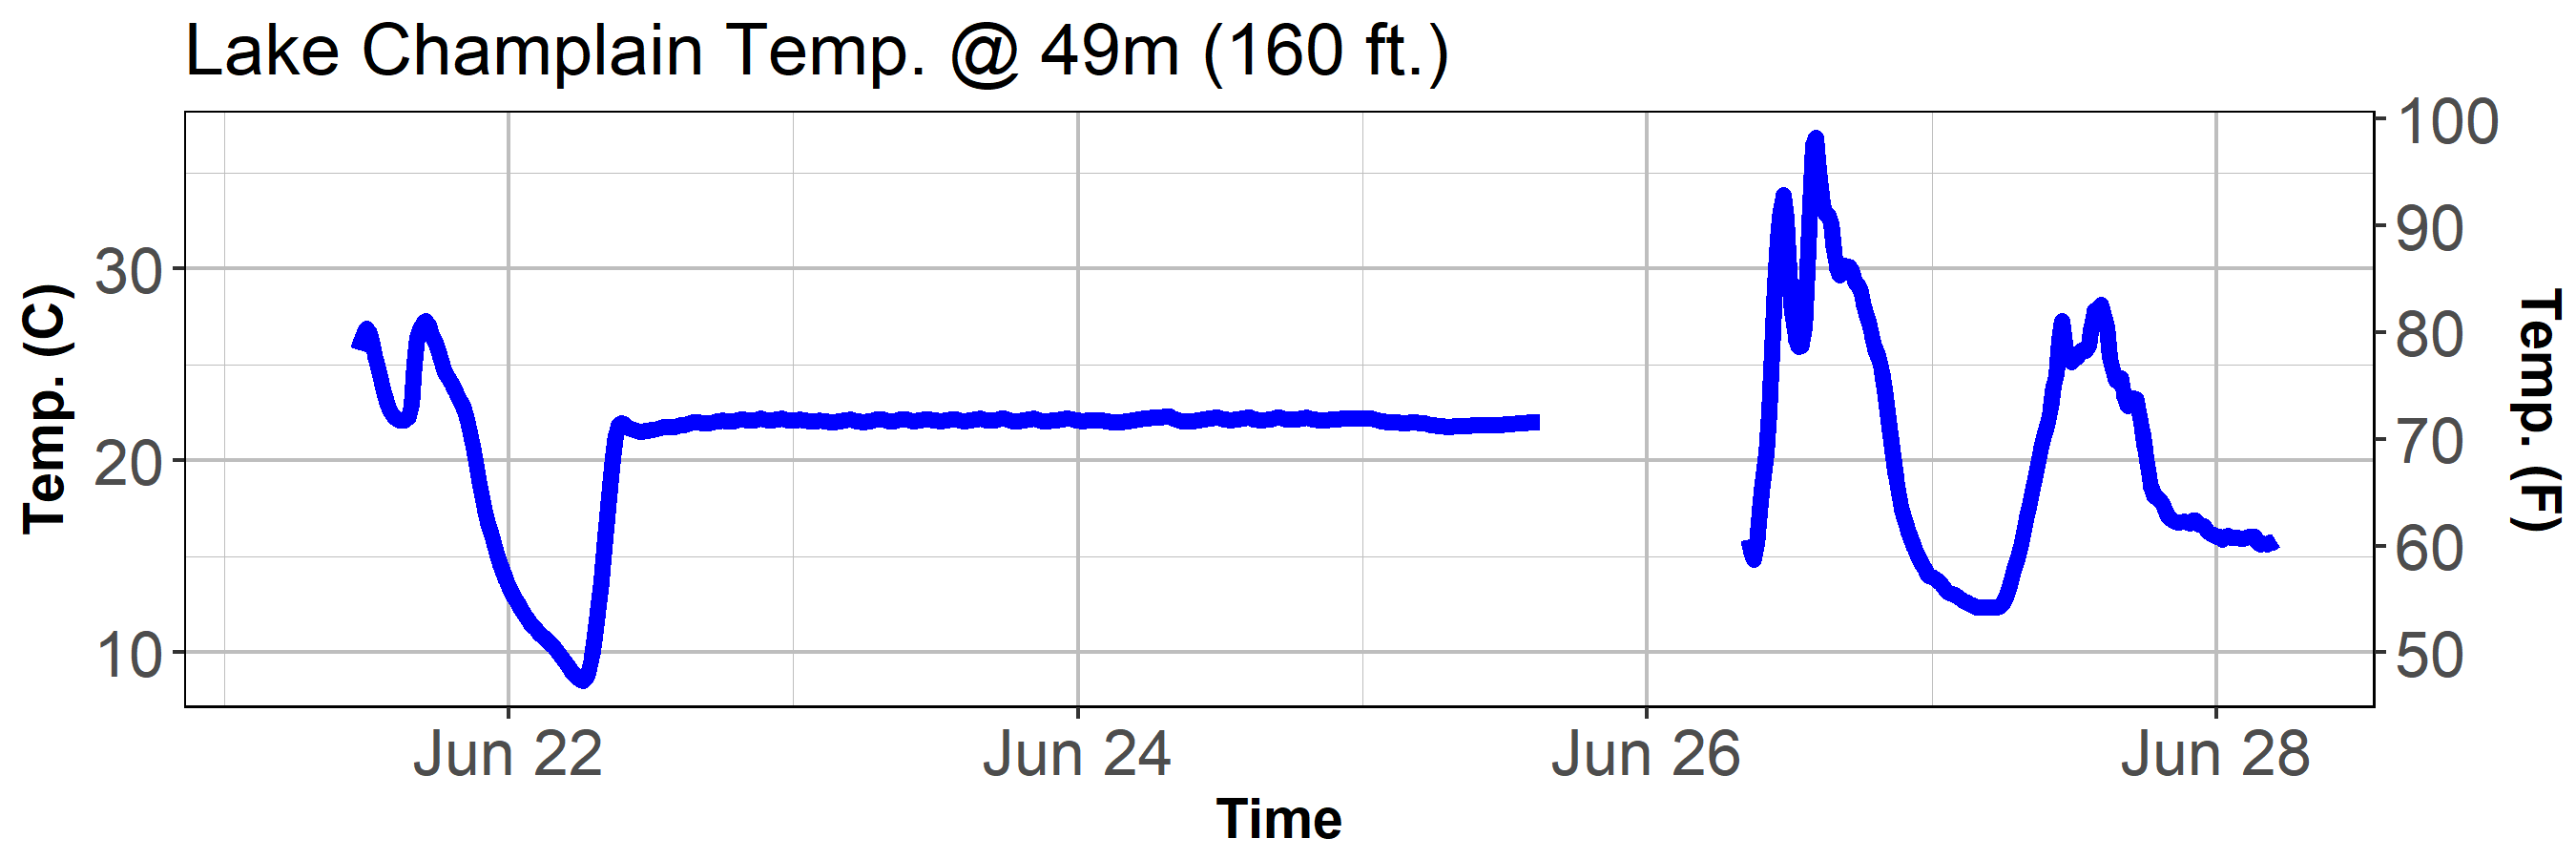 Lake Champlain Temp. @ 49m (160 ft.)
Temp. (C)
30
20
10
100
90
80
70
60
50
Temp. (F)
Jun 22
Jun 24
Jun 26
Jun 28
Time